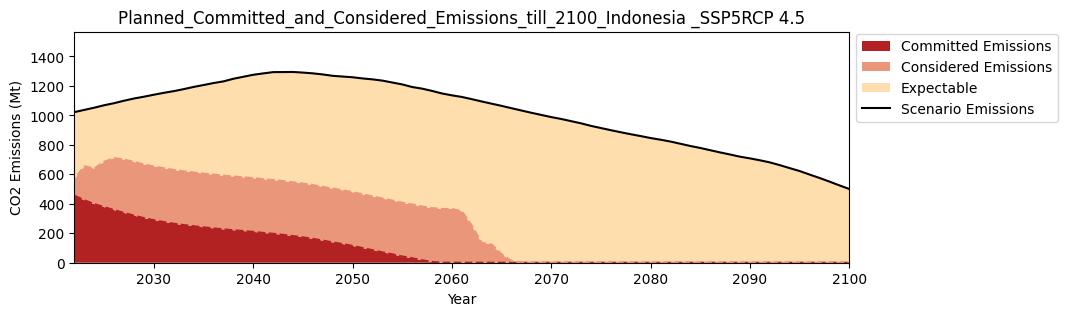 Planned_Committed_and_Considered_Emissions_till_2100_Indonesia _SSP5RCP 4.5
1400
1200
1000
800
600
400
200
0
CO2 Emissions (Mt)
2030 2040 2050 2060 2070 2080 2090 2100
Year
Committed Emissions
Considered Emissions
Expectable
Scenario Emissions